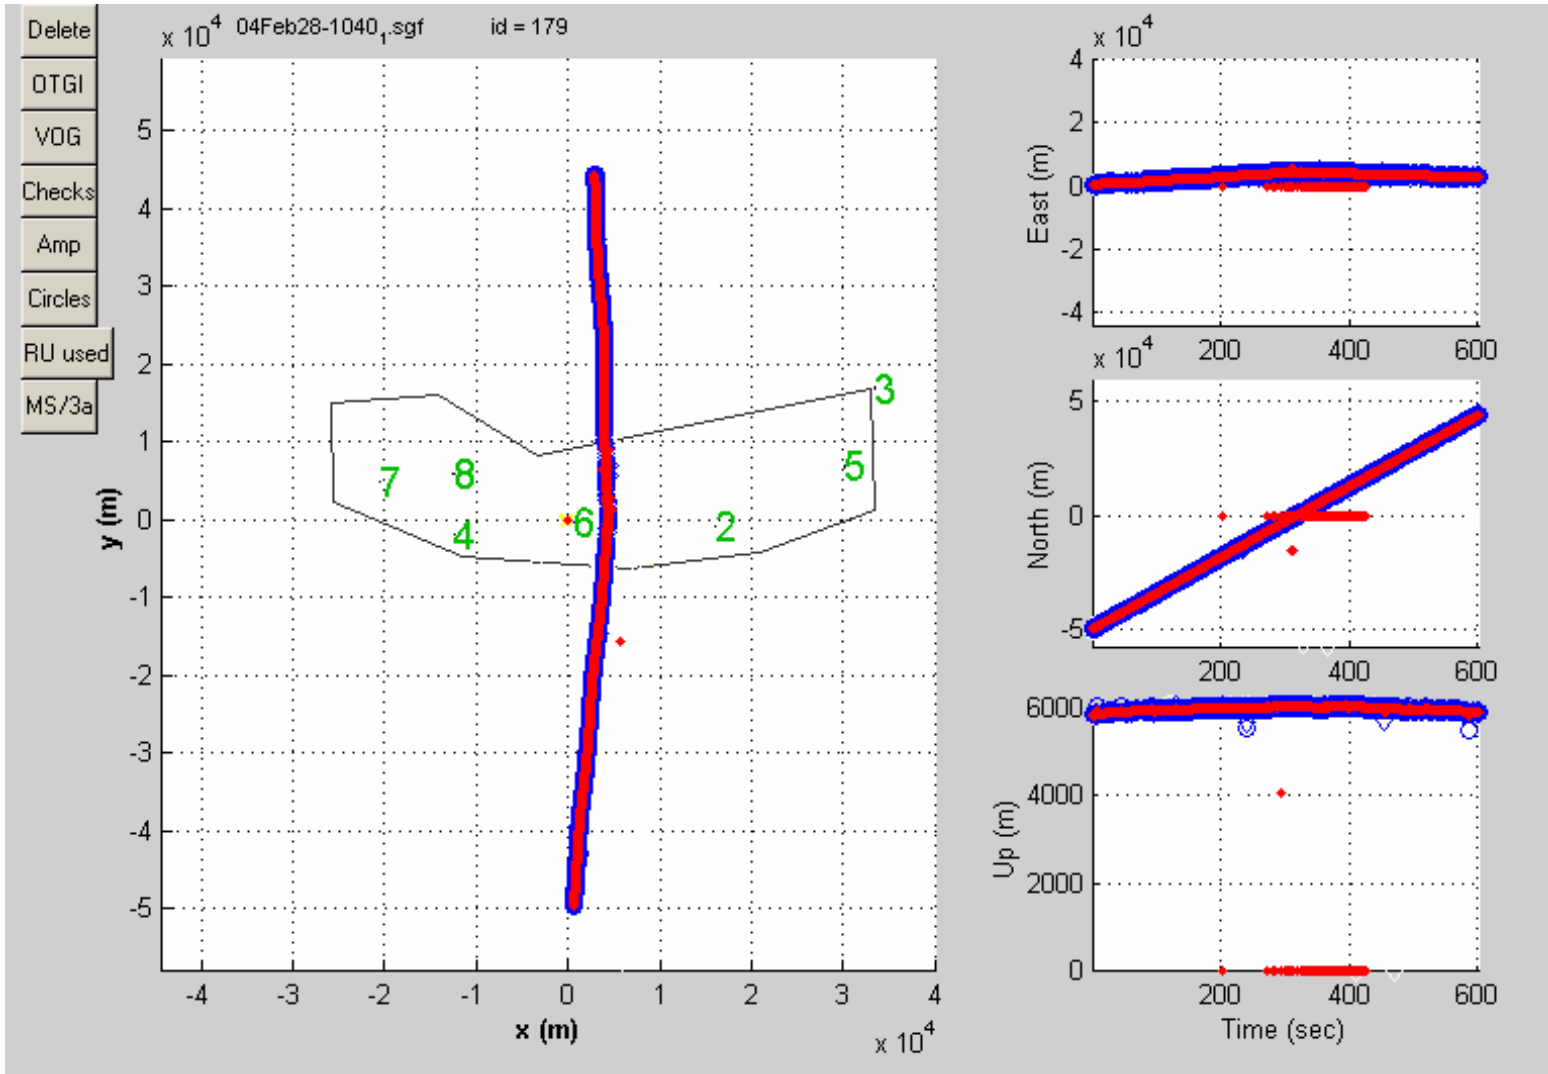 Delete
OTGI
VOG
Checks
Amp
Circles
RU used
MS/3a
x 10^4 04Feb28-1040_1.sgf id = 179
5
4
3
2
1
0
-1
-2
-3
-4
-5
y (m)
3
5
7
8
4
6
2
-4 -3 -2 -1 0 1 2 3 4
x (m)
x 10^4
x 10^4
4
2
0
-2
-4
East (m)
200 400 600
x 10^4
5
0
-5
North (m)
200 400 600
6000
4000
2000
0
Up (m)
200 400 600
Time (sec)